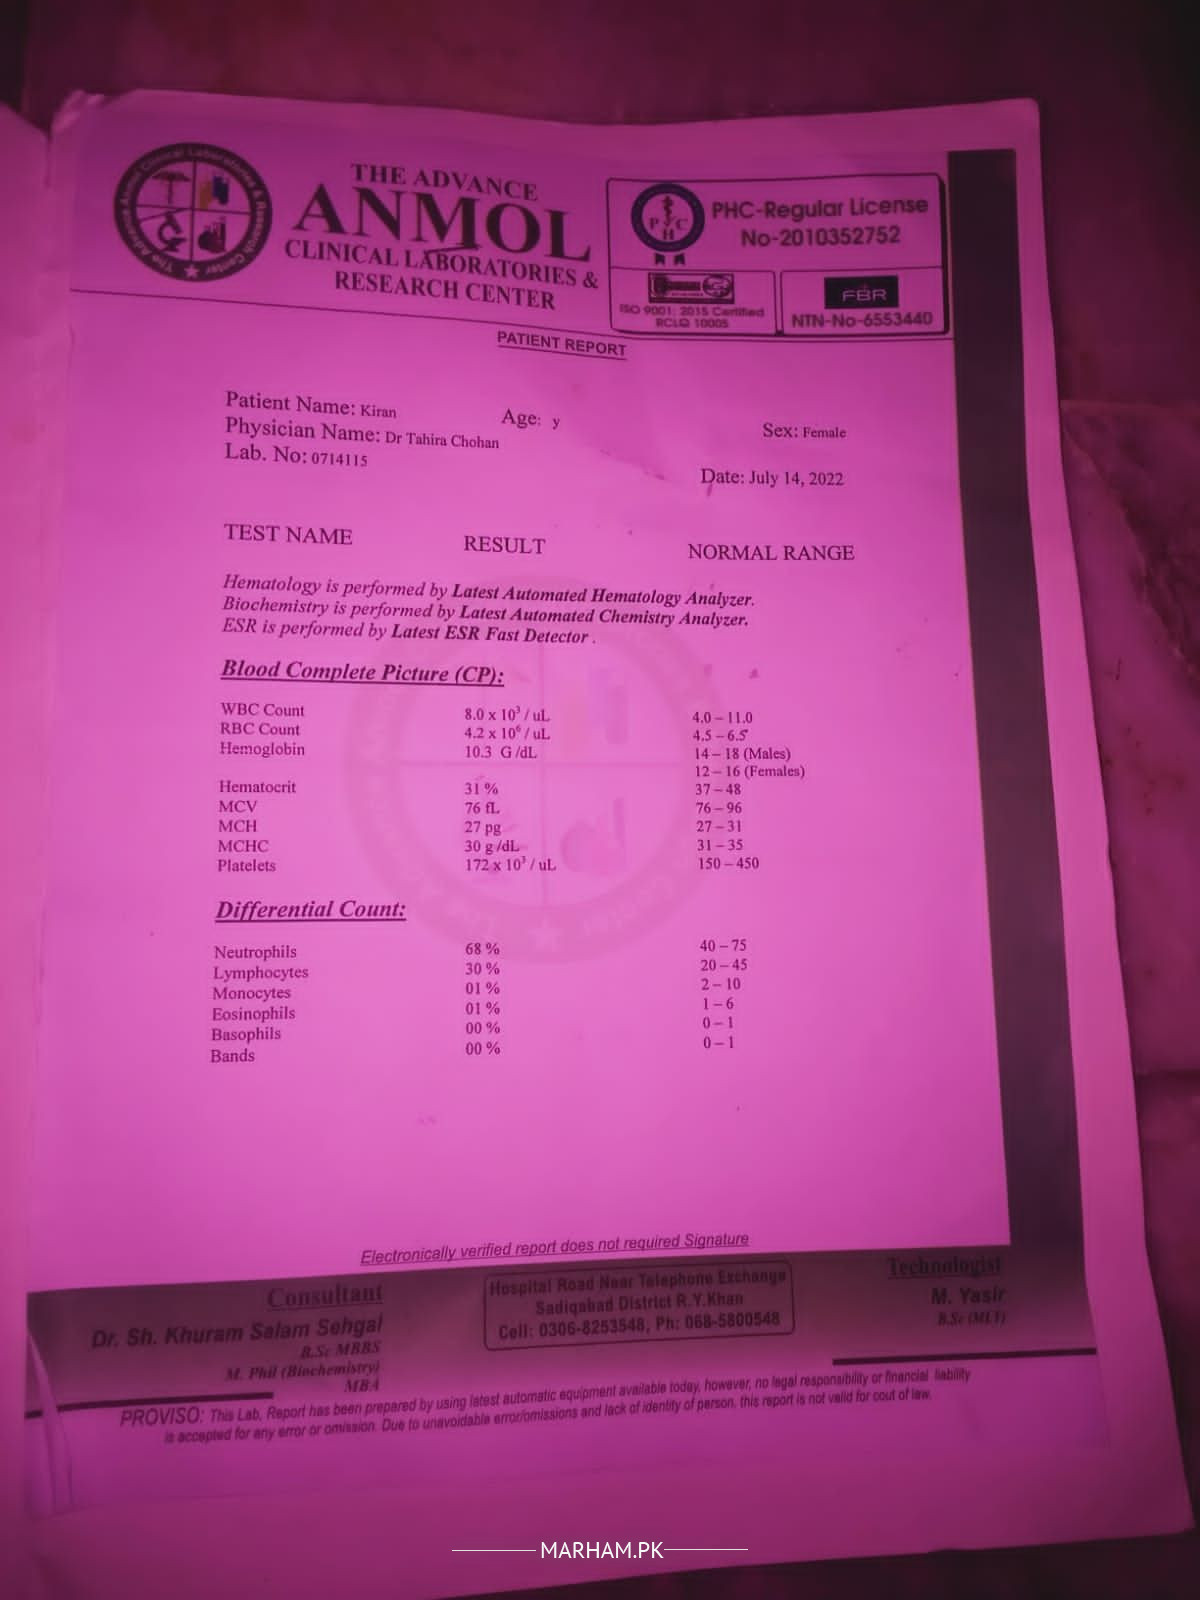 The Advance Anmol Clinical Laboratories & Research Center
THE ADVANCE
ANMOL
CLINICAL LABORATORIES &
RESEARCH CENTER
PHC
PHC-Regular License
No-2010352752
ISO 9001: 2015 Certified
RCLQ 10005
FBR
NTN-No-6553440
PATIENT REPORT
Patient Name: Kiran
Age: y
Sex: Female
Physician Name: Dr Tahira Chohan
Lab. No: 0714115
Date: July 14, 2022
TEST NAME RESULT NORMAL RANGE
Hematology is performed by Latest Automated Hematology Analyzer.
Biochemistry is performed by Latest Automated Chemistry Analyzer.
ESR is performed by Latest ESR Fast Detector .
Blood Complete Picture (CP):
WBC Count 8.0 x 10³ / uL 4.0 – 11.0
RBC Count 4.2 x 10⁶ / uL 4.5 – 6.5
Hemoglobin 10.3 G /dL 14 – 18 (Males)
12 – 16 (Females)
Hematocrit 31 % 37 – 48
MCV 76 fL 76 – 96
MCH 27 pg 27 – 31
MCHC 30 g /dL 31 – 35
Platelets 172 x 10³ / uL 150 – 450
Differential Count:
Neutrophils 68 % 40 – 75
Lymphocytes 30 % 20 – 45
Monocytes 01 % 2 – 10
Eosinophils 01 % 1 – 6
Basophils 00 % 0 – 1
Bands 00 % 0 – 1
Electronically verified report does not required Signature
Consultant
Dr. Sh. Khuram Salam Sehgal
B.Sc MBBS
M. Phil (Biochemistry)
MBA
Hospital Road Near Telephone Exchange
Sadiqabad District R.Y.Khan
Cell: 0306-8253548, Ph: 068-5800548
Technologist
M. Yasir
B.Sc (MLT)
PROVISO: This Lab. Report has been prepared by using latest automatic equipment available today, however, no legal responsibility or financial liability
is accepted for any error or omission. Due to unavoidable error/omissions and lack of identity of person, this report is not valid for cout of law.
MARHAM.PK